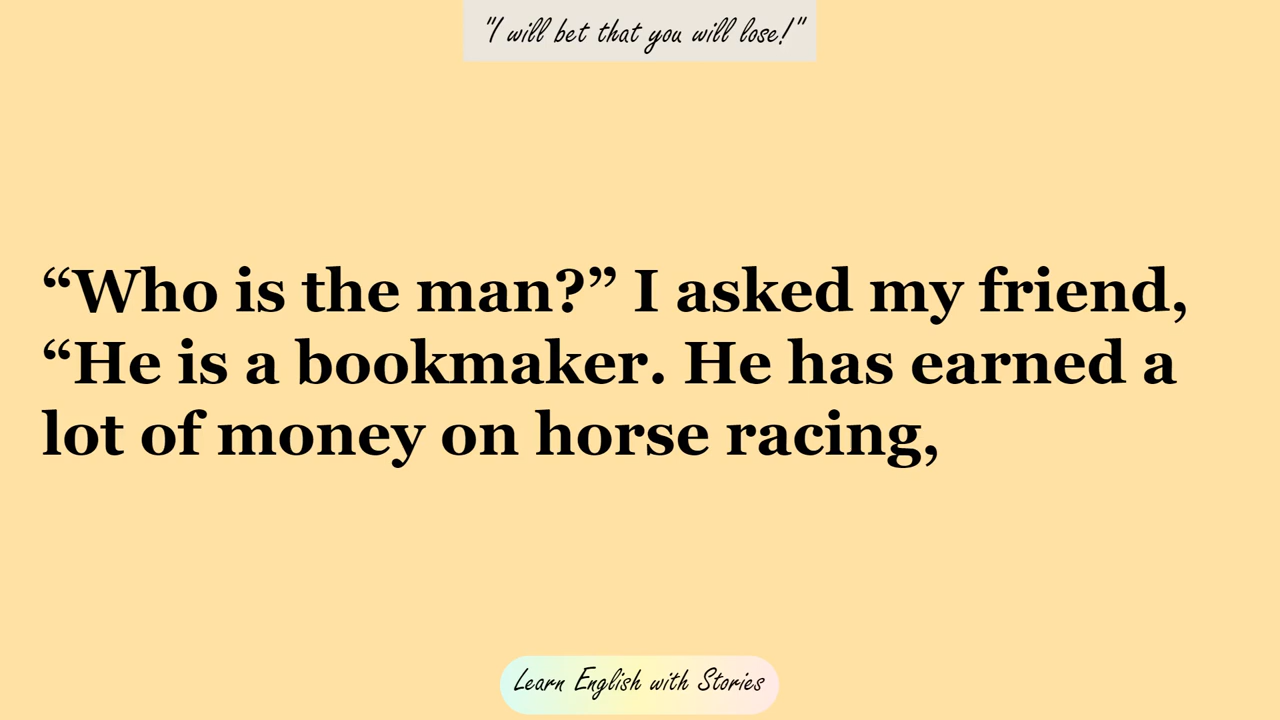 "I will bet that you will lose!"
“Who is the man?” I asked my friend,
“He is a bookmaker. He has earned a
lot of money on horse racing,
Learn English with Stories